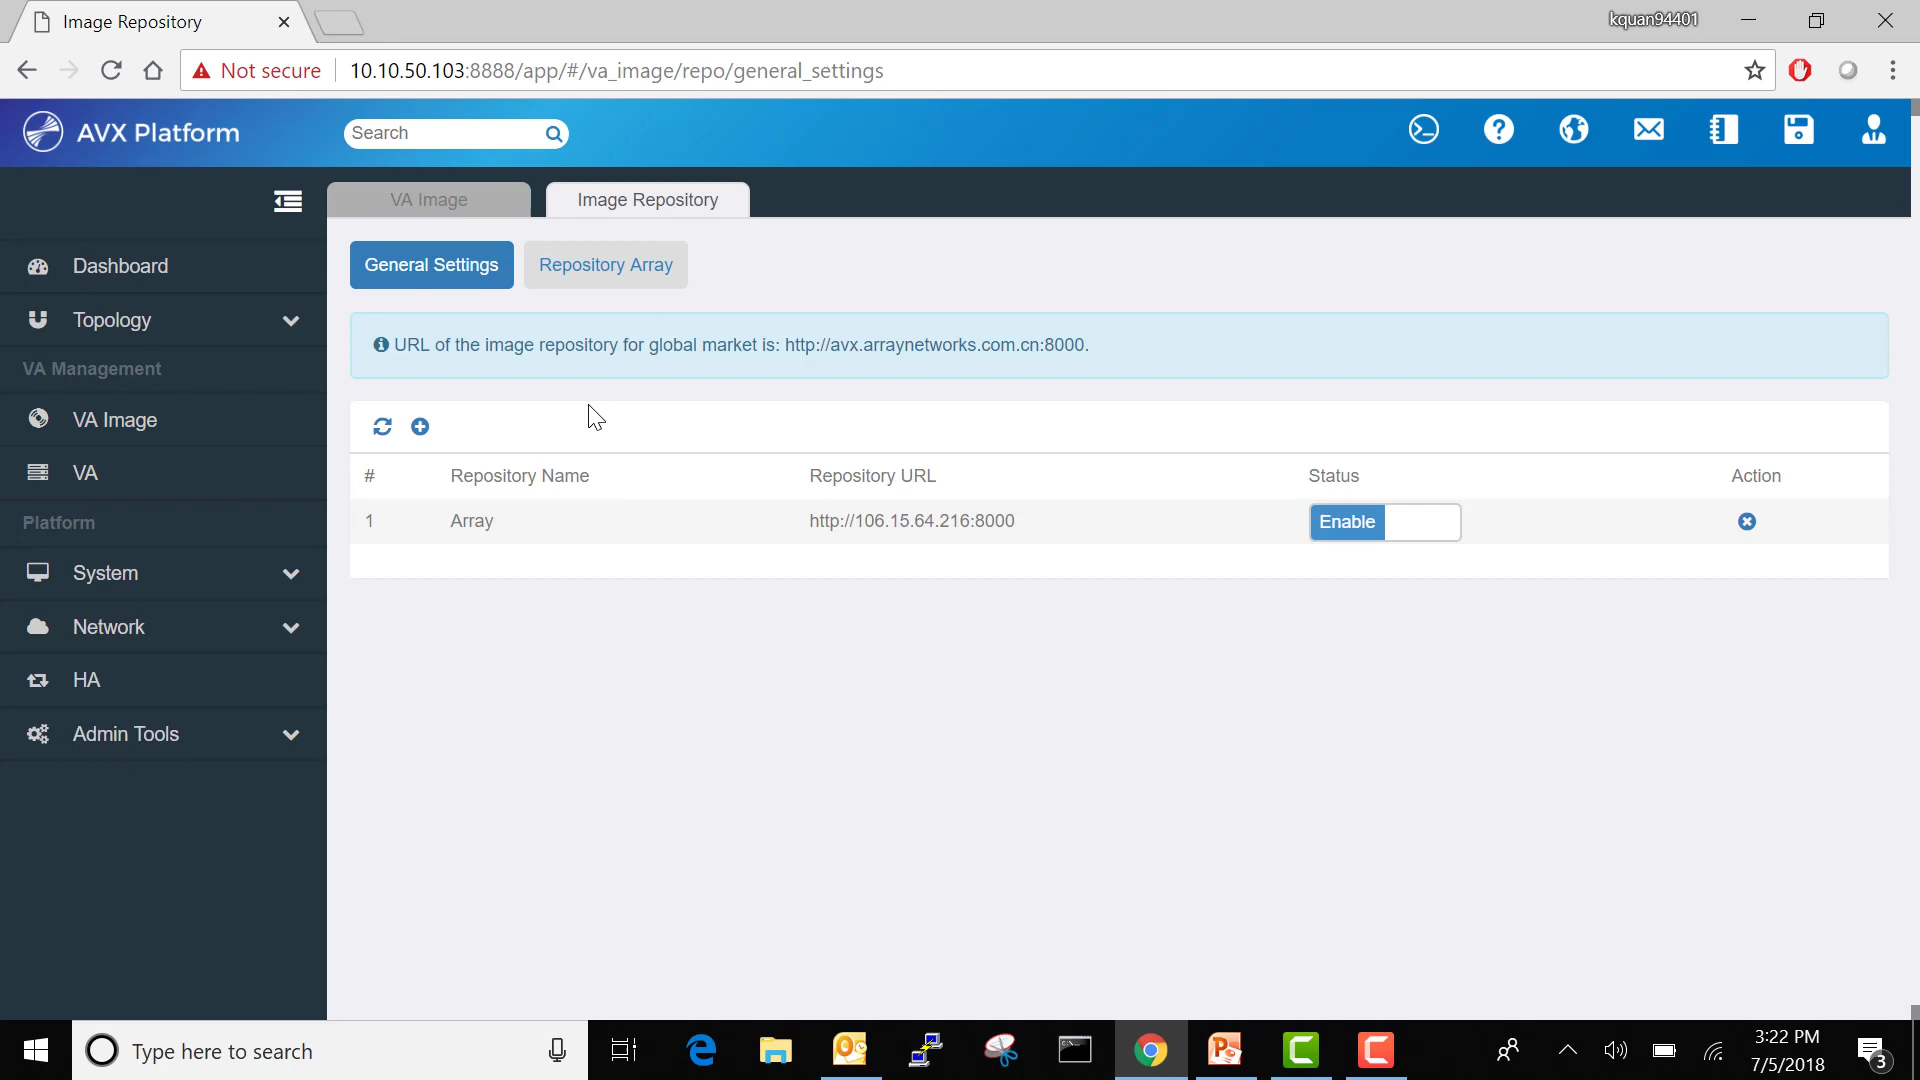 Image Repository
kquan94401
Not secure
10.10.50.103:8888/app/#/va_image/repo/general_settings
AVX Platform
Search
VA Image
Image Repository
Dashboard
Topology
VA Management
VA Image
VA
Platform
System
Network
HA
Admin Tools
General Settings
Repository Array
URL of the image repository for global market is: http://avx.arraynetworks.com.cn:8000.
# Repository Name Repository URL Status Action
1 Array http://106.15.64.216:8000 Enable
Type here to search
3:22 PM
7/5/2018
3